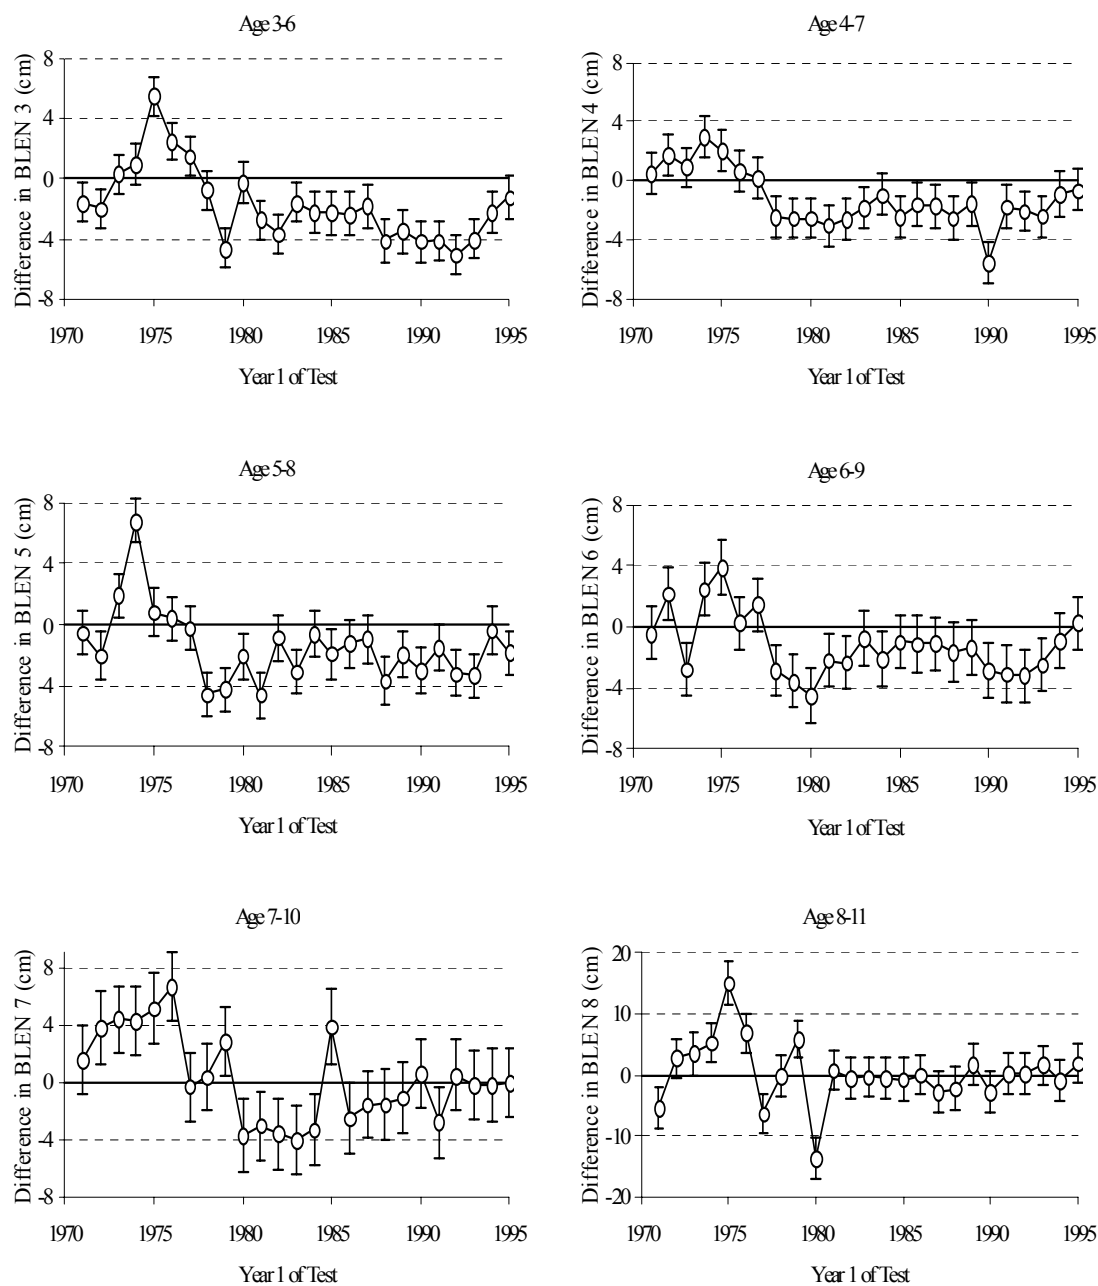 Age 3-6
Difference in BLEN 3 (cm)
8
4
0
-4
-8
1970 1975 1980 1985 1990 1995
Year 1 of Test
Age 4-7
Difference in BLEN 4 (cm)
8
4
0
-4
-8
1970 1975 1980 1985 1990 1995
Year 1 of Test
Age 5-8
Difference in BLEN 5 (cm)
8
4
0
-4
-8
1970 1975 1980 1985 1990 1995
Year 1 of Test
Age 6-9
Difference in BLEN 6 (cm)
8
4
0
-4
-8
1970 1975 1980 1985 1990 1995
Year 1 of Test
Age 7-10
Difference in BLEN 7 (cm)
8
4
0
-4
-8
1970 1975 1980 1985 1990 1995
Year 1 of Test
Age 8-11
Difference in BLEN 8 (cm)
20
10
0
-10
-20
1970 1975 1980 1985 1990 1995
Year 1 of Test